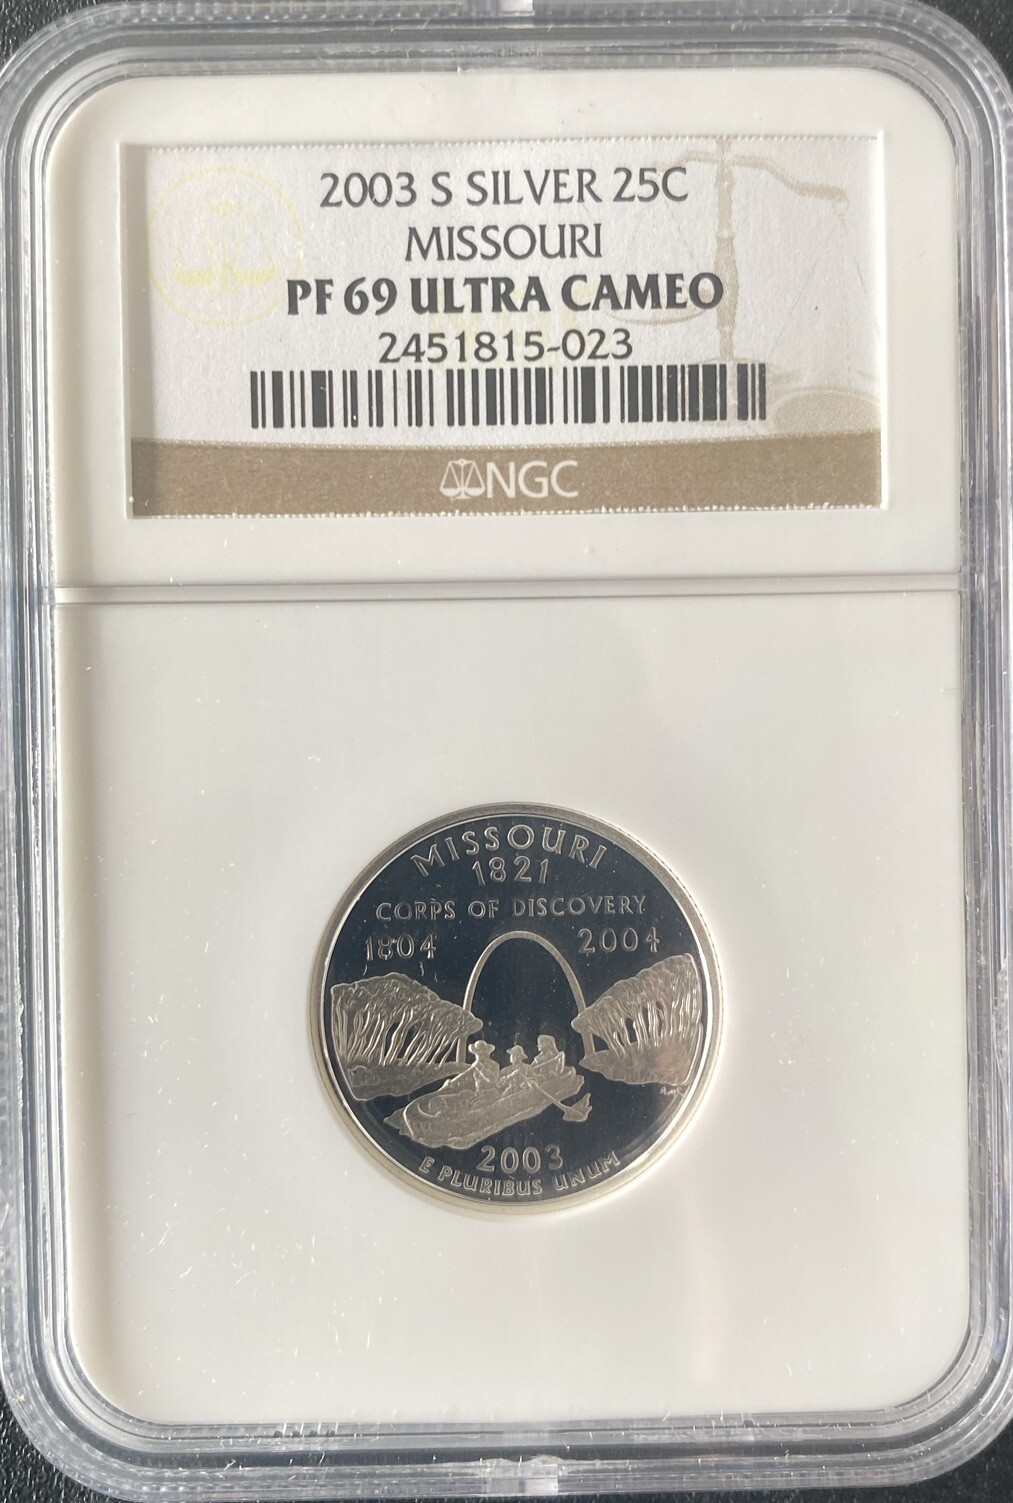 2003 S SILVER 25C
MISSOURI
PF 69 ULTRA CAMEO
2451815-023
NGC
MISSOURI
1821
CORPS OF DISCOVERY
1804 2004
2003
E PLURIBUS UNUM